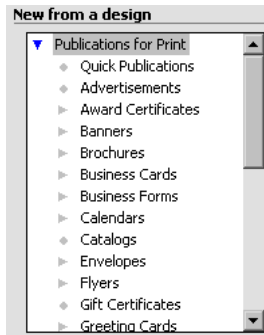 New from a design
Publications for Print
Quick Publications
Advertisements
Award Certificates
Banners
Brochures
Business Cards
Business Forms
Calendars
Catalogs
Envelopes
Flyers
Gift Certificates
Greeting Cards